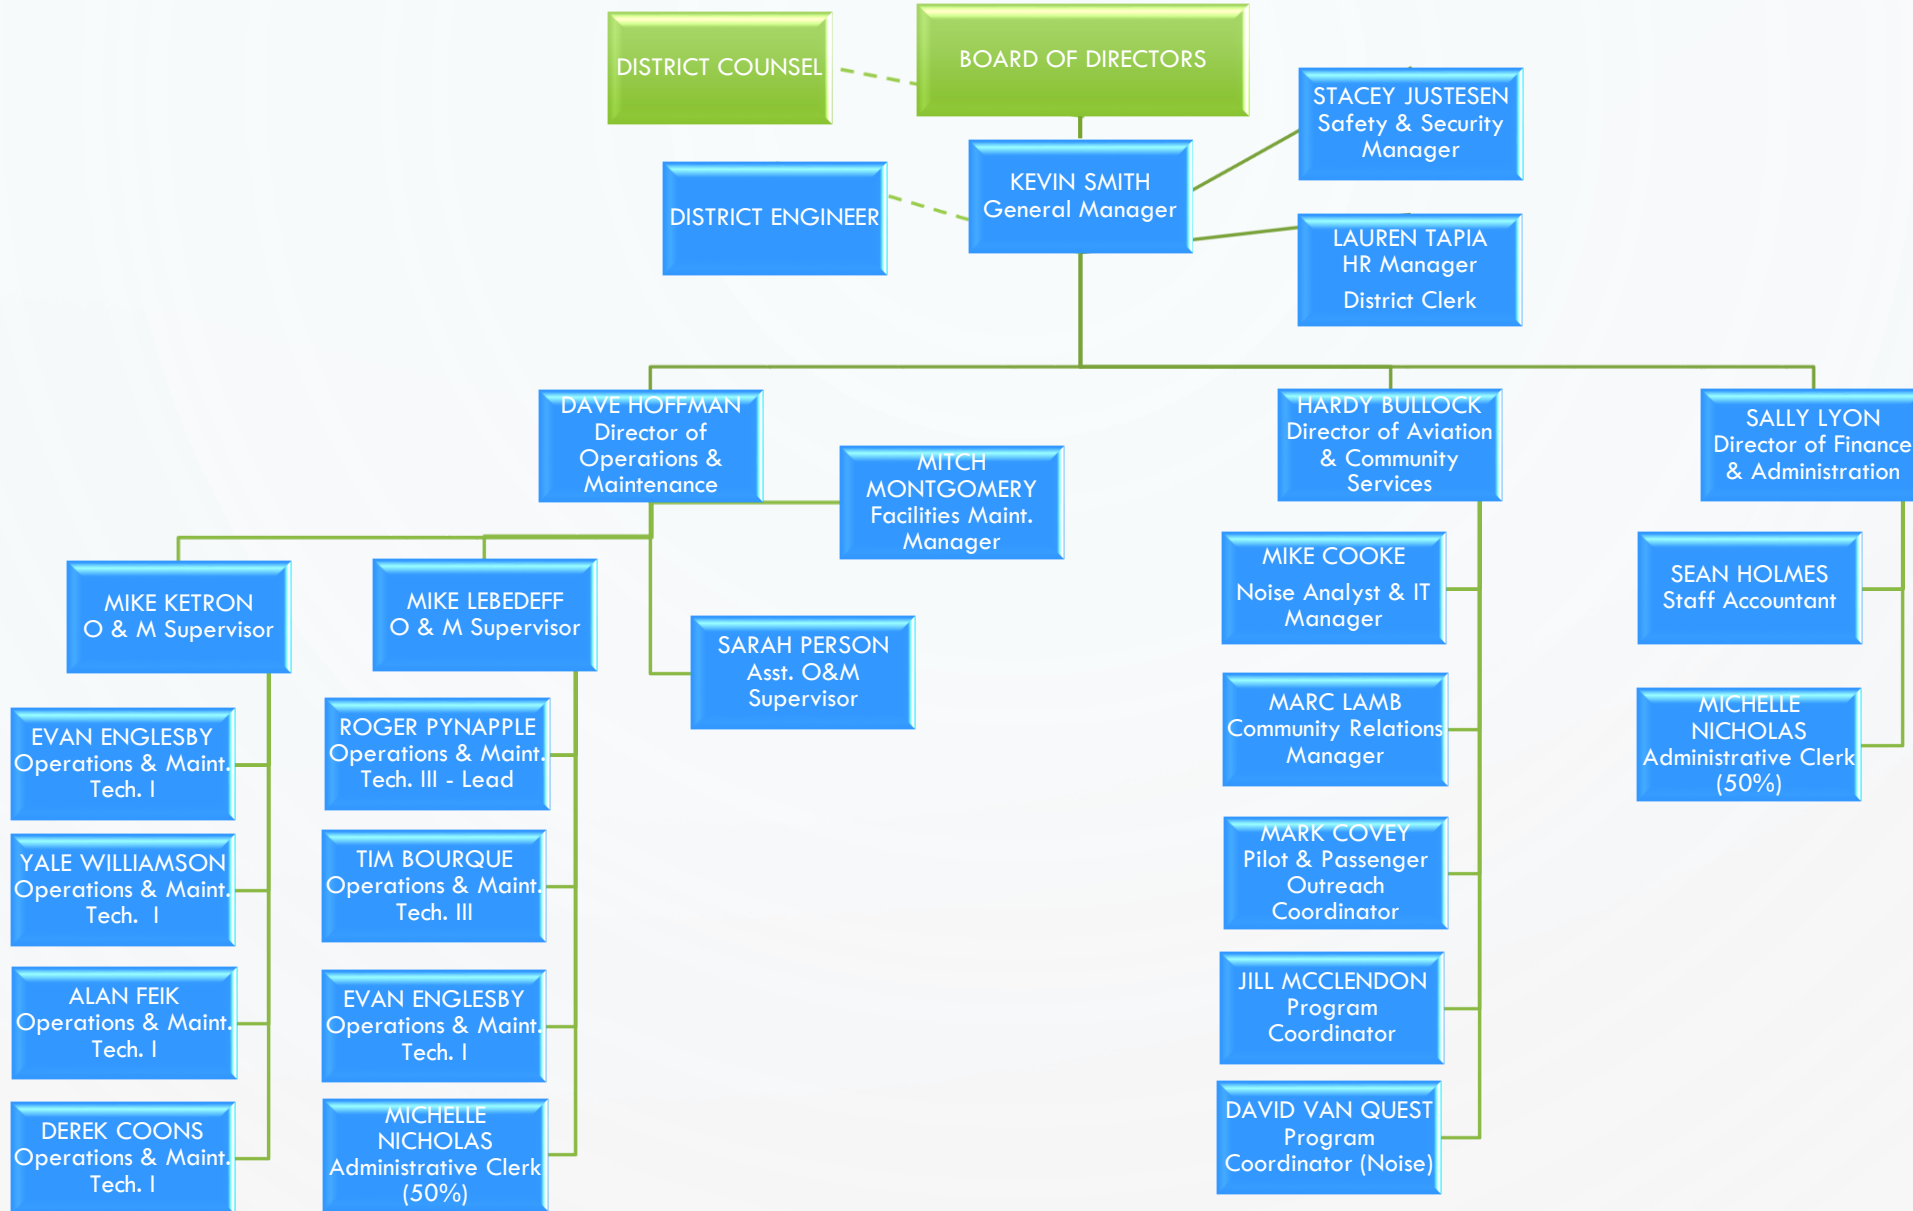 DISTRICT COUNSEL
BOARD OF DIRECTORS
STACEY JUSTESEN
Safety & Security
Manager
DISTRICT ENGINEER
KEVIN SMITH
General Manager
LAUREN TAPIA
HR Manager
District Clerk
DAVE HOFFMAN
Director of
Operations &
Maintenance
MITCH
MONTGOMERY
Facilities Maint.
Manager
HARDY BULLOCK
Director of Aviation
& Community
Services
SALLY LYON
Director of Finance
& Administration
MIKE KETRON
O & M Supervisor
MIKE LEBEDEFF
O & M Supervisor
SARAH PERSON
Asst. O&M
Supervisor
EVAN ENGLESBY
Operations & Maint.
Tech. I
YALE WILLIAMSON
Operations & Maint.
Tech. I
ALAN FEIK
Operations & Maint.
Tech. I
DEREK COONS
Operations & Maint.
Tech. I
ROGER PYNAPPLE
Operations & Maint.
Tech. III - Lead
TIM BOURQUE
Operations & Maint.
Tech. III
EVAN ENGLESBY
Operations & Maint.
Tech. I
MICHELLE
NICHOLAS
Administrative Clerk
(50%)
MIKE COOKE
Noise Analyst & IT
Manager
MARC LAMB
Community Relations
Manager
MARK COVEY
Pilot & Passenger
Outreach
Coordinator
JILL MCCLENDON
Program
Coordinator
DAVID VAN QUEST
Program
Coordinator (Noise)
SEAN HOLMES
Staff Accountant
MICHELLE
NICHOLAS
Administrative Clerk
(50%)